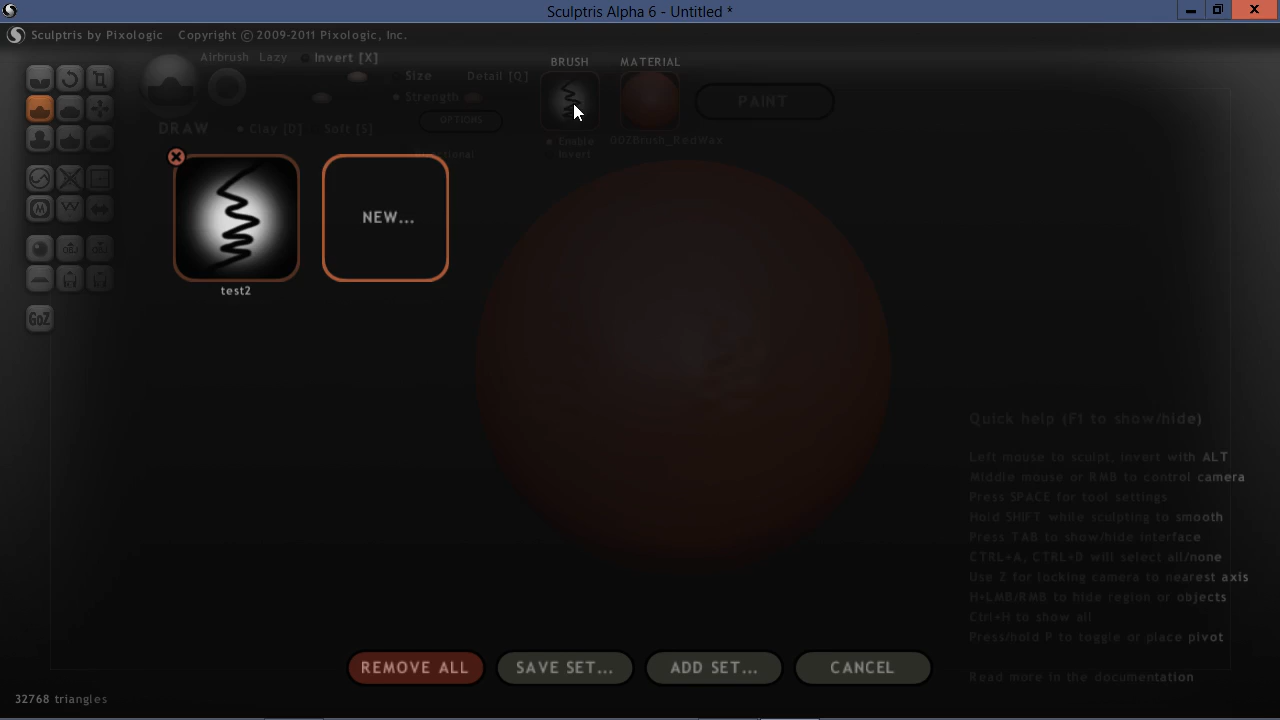 Sculptris Alpha 6 - Untitled *
Sculptris by Pixologic Copyright © 2009-2011 Pixologic, Inc.
Airbrush Lazy Invert [X]
BRUSH MATERIAL
Size Detail [Q]
Strength
PAINT
OPTIONS
DRAW Clay [D] Soft [S]
Enable Invert
00ZBrush_RedWax
NEW...
test2
OBJ OBJ
GoZ
Quick help (F1 to show/hide)
Left mouse to sculpt, invert with ALT
Middle mouse or RMB to control camera
Press SPACE for tool settings
Hold SHIFT while sculpting to smooth
Press TAB to show/hide interface
CTRL+A, CTRL+D will select all/none
Use Z for locking camera to nearest axis
H+LMB/RMB to hide region or objects
Ctrl+H to show all
Press/hold P to toggle or place pivot
Read more in the documentation
REMOVE ALL SAVE SET... ADD SET... CANCEL
32768 triangles